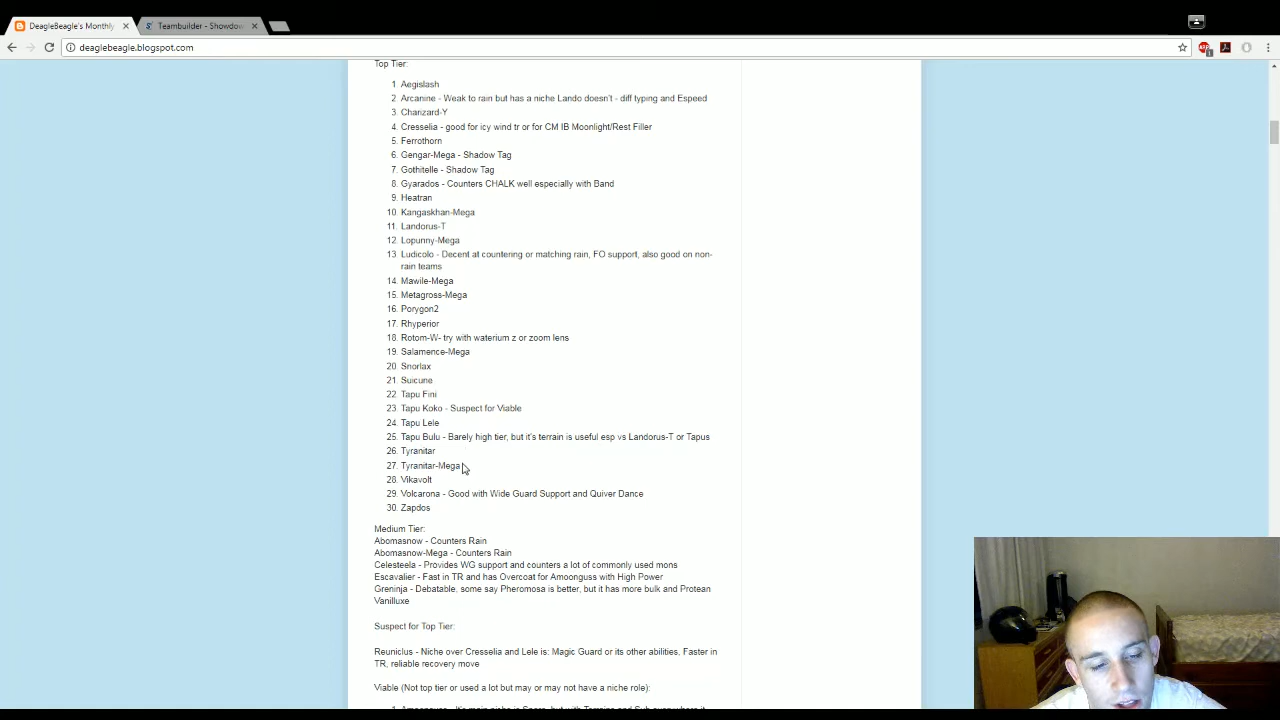 DeagleBeagle's Monthly
Teambuilder - Showdow
deaglebeagle.blogspot.com
Top Tier:
1 Aegislash
2. Arcanine - Weak to rain but has a niche Lando doesn't - diff typing and Espeed
3. Charizard-Y
4. Cresselia - good for icy wind tr or for CM IB Moonlight/Rest Filler
5. Ferrothorn
6. Gengar-Mega - Shadow Tag
7. Gothitelle - Shadow Tag
8. Gyarados - Counters CHALK well especially with Band
9. Heatran
10. Kangaskhan-Mega
11. Landorus-T
12. Lopunny-Mega
13 Ludicolo - Decent at countering or matching rain, FO support, also good on non-
rain teams
14. Mawile-Mega
15. Metagross-Mega
16. Porygon2
17. Rhyperior
18. Rotom-W- try with waterium z or zoom lens
19. Salamence-Mega
20. Snorlax
21. Suicune
22. Tapu Fini
23. Tapu Koko - Suspect for Viable
24. Tapu Lele
25. Tapu Bulu - Barely high tier, but it's terrain is useful esp vs Landorus-T or Tapus
26. Tyranitar
27. Tyranitar-Mega
28. Vikavolt
29. Volcarona - Good with Wide Guard Support and Quiver Dance
30. Zapdos
Medium Tier:
Abomasnow - Counters Rain
Abomasnow-Mega - Counters Rain
Celesteela - Provides WG support and counters a lot of commonly used mons
Escavalier - Fast in TR and has Overcoat for Amoonguss with High Power
Greninja - Debatable, some say Pheromosa is better, but it has more bulk and Protean
Vanilluxe
Suspect for Top Tier:
Reuniclus - Niche over Cresselia and Lele is: Magic Guard or its other abilities, Faster in
TR, reliable recovery move
Viable (Not top tier or used a lot but may or may not have a niche role):